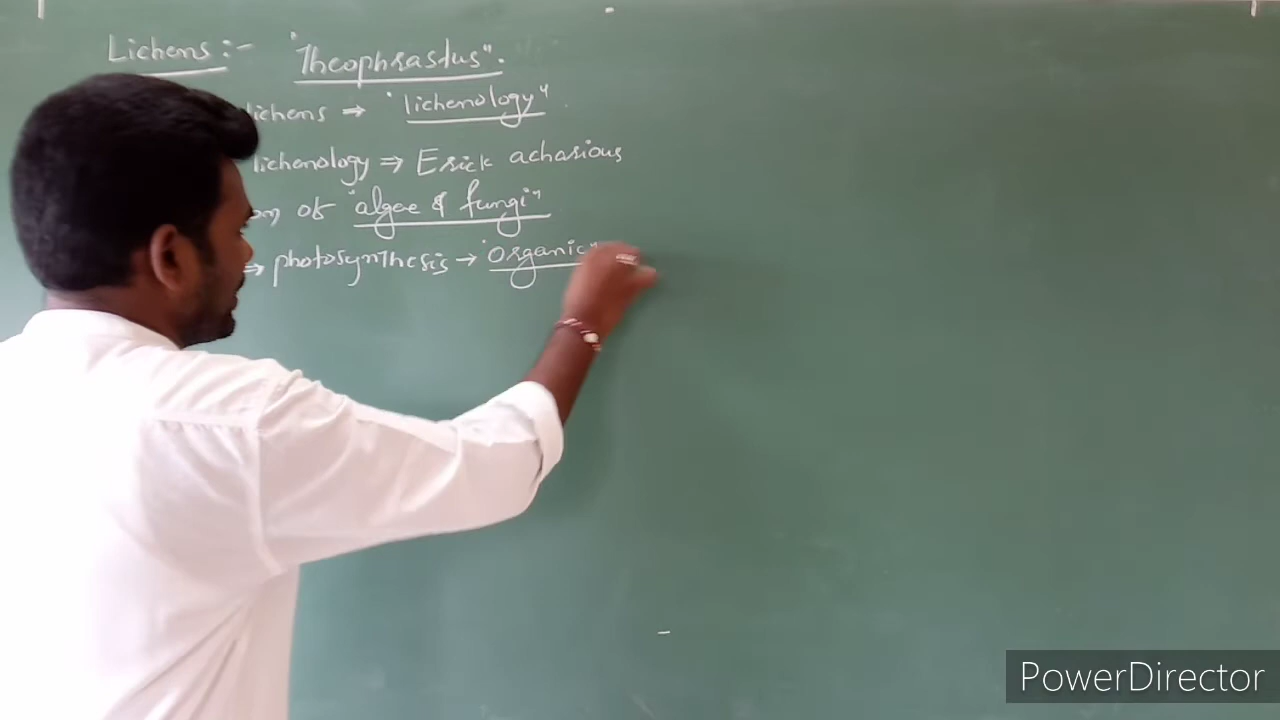 Lichens :- "Theophrastus".
lichens ⇒ "lichenology"
lichenology ⇒ Erick acharious
of "algae & fungi"
⇒ photosynthesis → "Organic"
PowerDirector